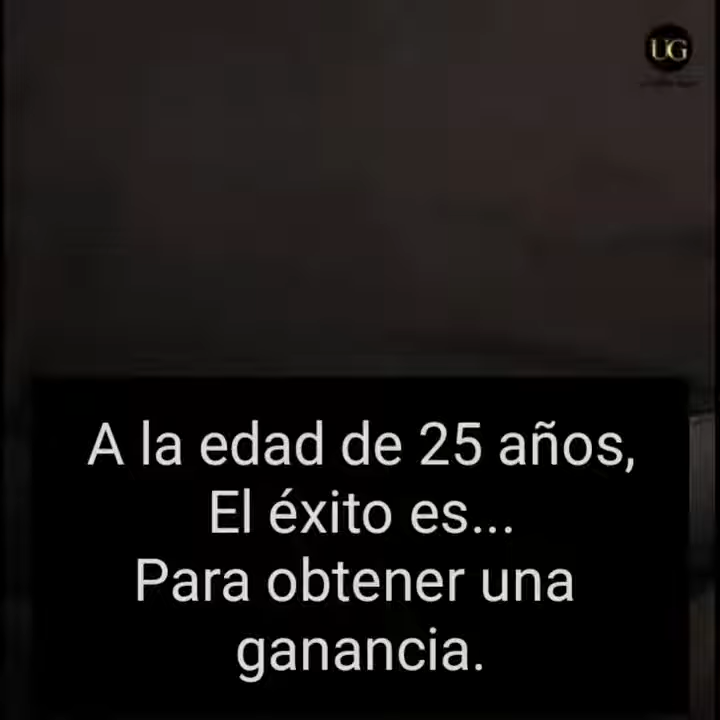 UG
A la edad de 25 años,
El éxito es...
Para obtener una
ganancia.